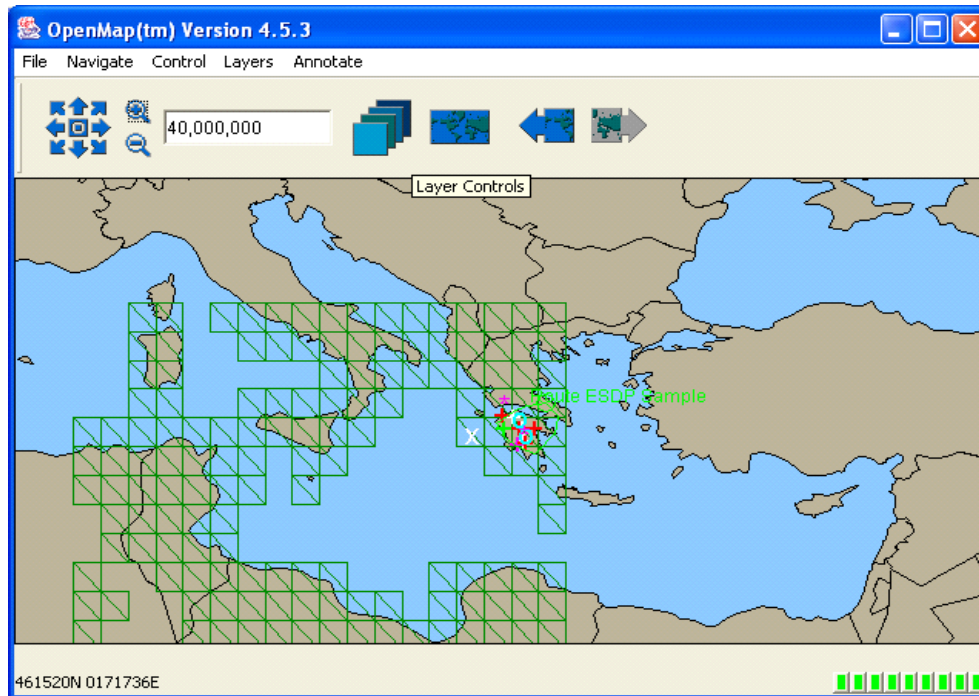 OpenMap(tm) Version 4.5.3
File Navigate Control Layers Annotate
40,000,000
Layer Controls
Route ESDP Sample
X
461520N 0171736E